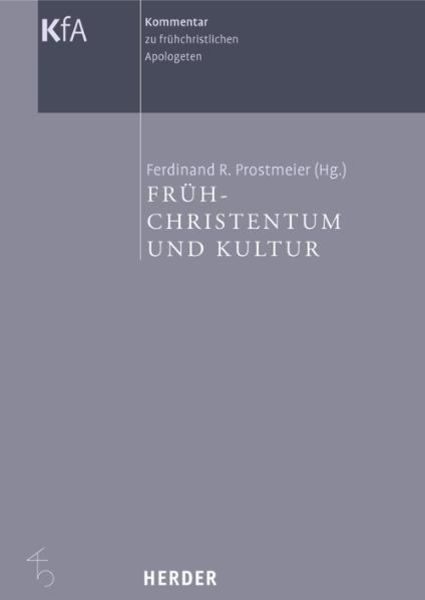 KfA
Kommentar
zu frühchristlichen
Apologeten
Ferdinand R. Prostmeier (Hg.)
FRÜH-
CHRISTENTUM
UND KULTUR
HERDER